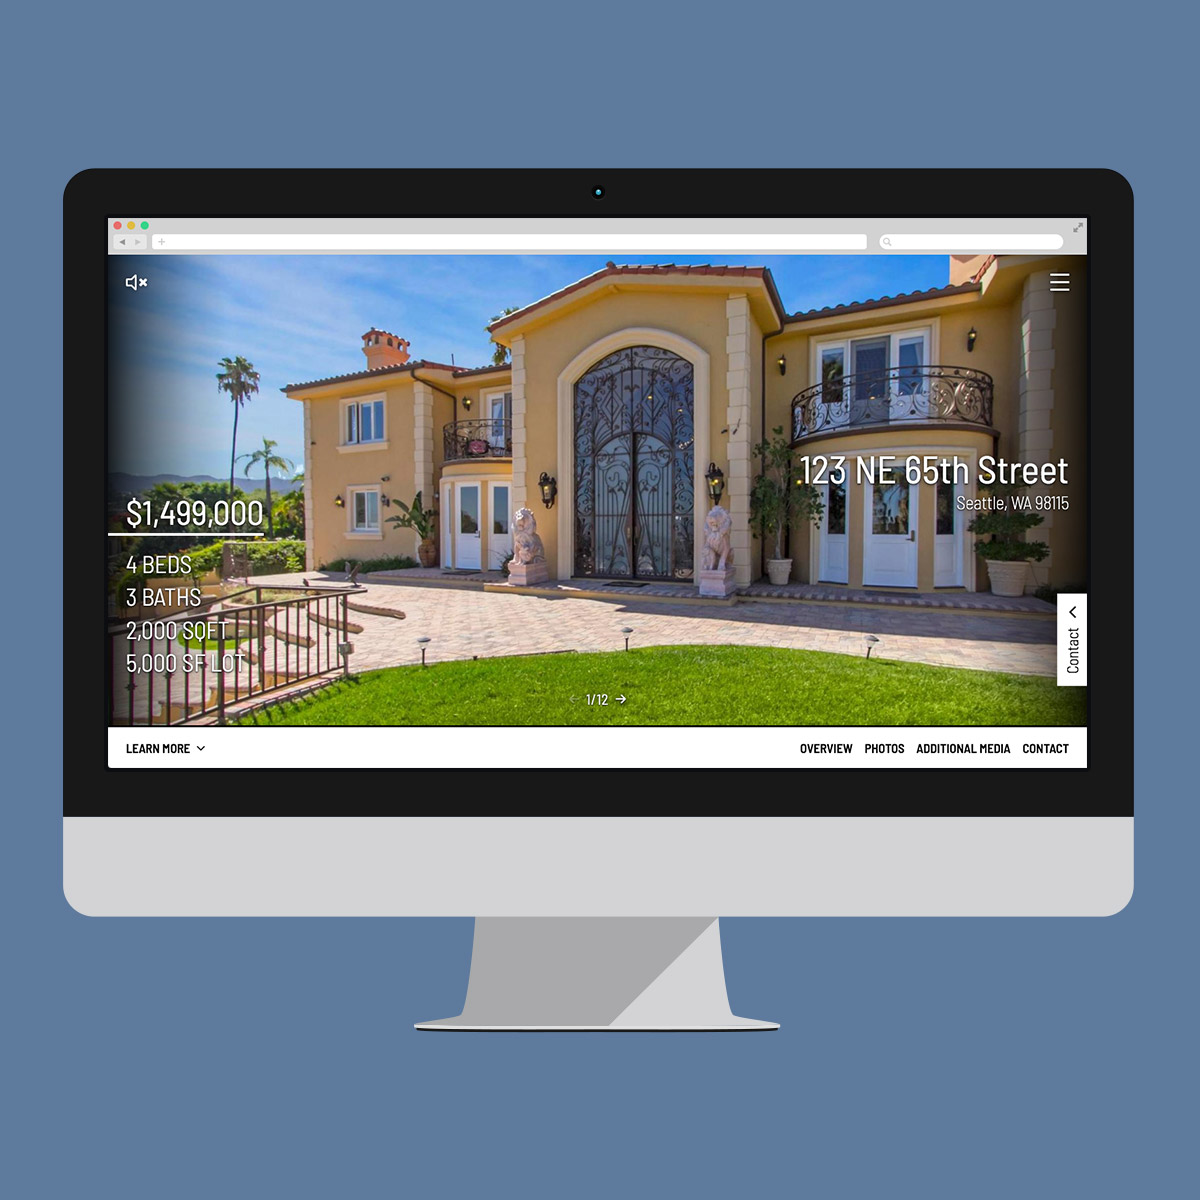 123 NE 65th Street
Seattle, WA 98115
$1,499,000
4 BEDS
3 BATHS
2,000 SQFT
5,000 SF LOT
Contact
1/12
LEARN MORE
OVERVIEW PHOTOS ADDITIONAL MEDIA CONTACT